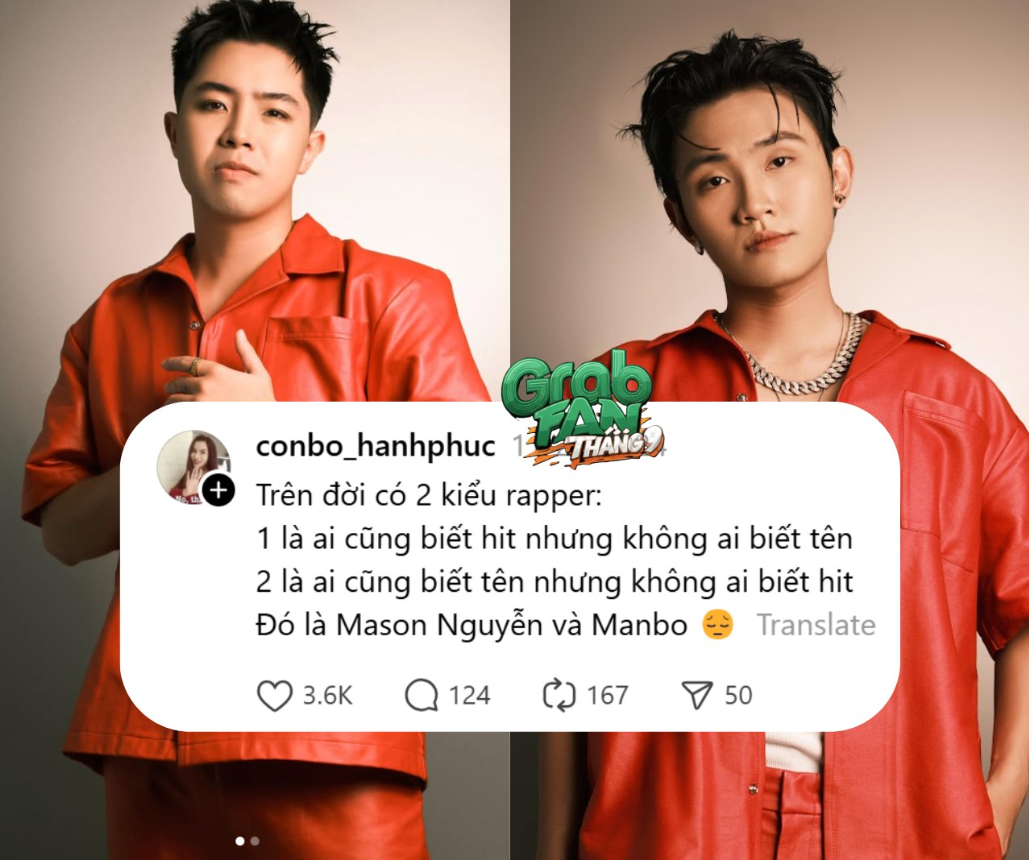 Grab
FAN
THÁNG 9
conbo_hanhphuc
Trên đời có 2 kiểu rapper:
1 là ai cũng biết hit nhưng không ai biết tên
2 là ai cũng biết tên nhưng không ai biết hit
Đó là Mason Nguyễn và Manbo 😔 Translate
3.6K 124 167 50